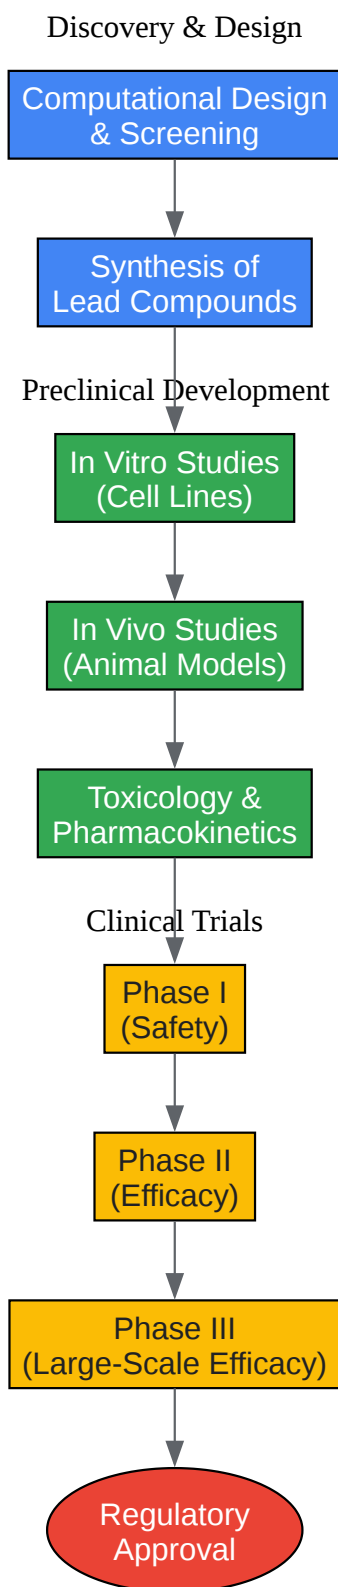 Discovery & Design
Computational Design
& Screening
Synthesis of
Lead Compounds
Preclinical Development
In Vitro Studies
(Cell Lines)
In Vivo Studies
(Animal Models)
Toxicology &
Pharmacokinetics
Clinical Trials
Phase I
(Safety)
Phase II
(Efficacy)
Phase III
(Large-Scale Efficacy)
Regulatory
Approval